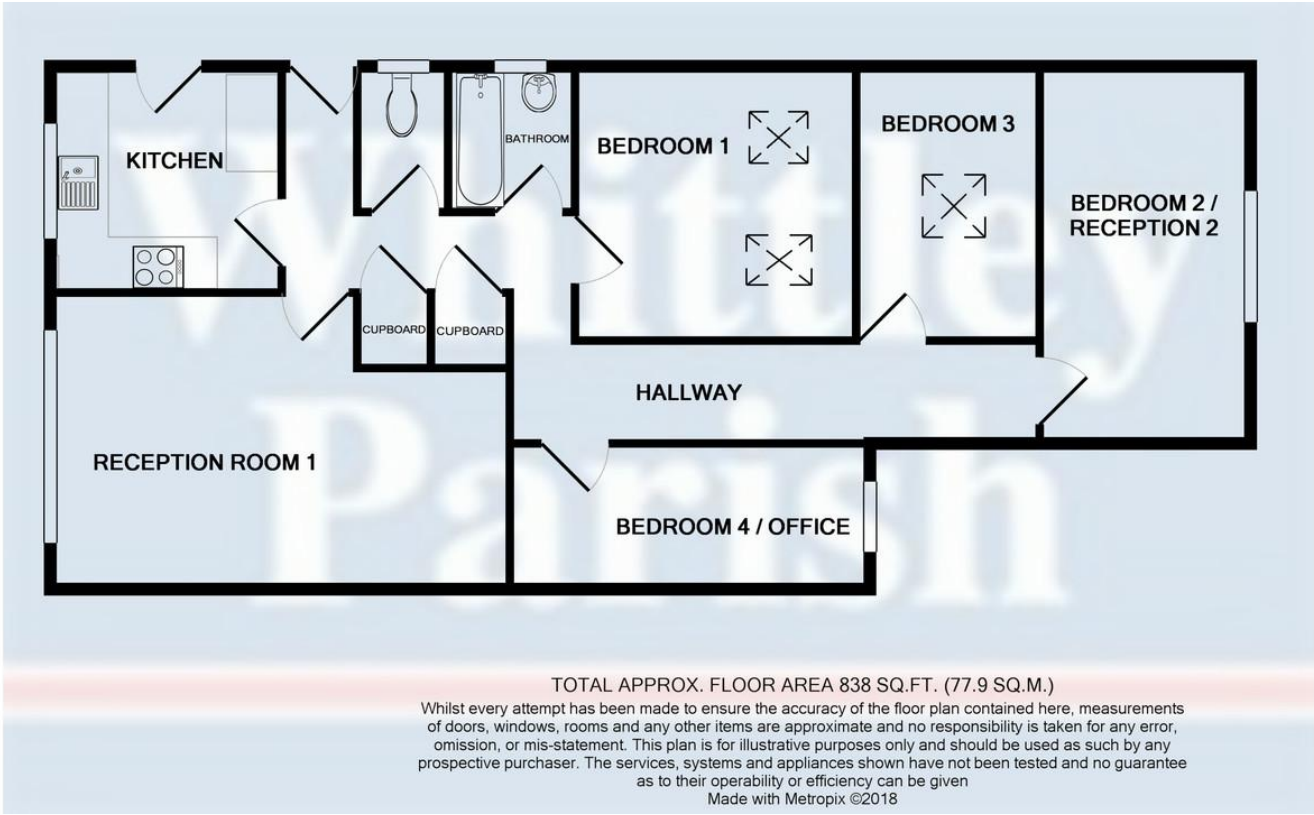 KITCHEN
BATHROOM
BEDROOM 1
BEDROOM 3
BEDROOM 2 /
RECEPTION 2
CUPBOARD
CUPBOARD
HALLWAY
RECEPTION ROOM 1
BEDROOM 4 / OFFICE
Whittley
Parish
TOTAL APPROX. FLOOR AREA 838 SQ.FT. (77.9 SQ.M.)
Whilst every attempt has been made to ensure the accuracy of the floor plan contained here, measurements
of doors, windows, rooms and any other items are approximate and no responsibility is taken for any error,
omission, or mis-statement. This plan is for illustrative purposes only and should be used as such by any
prospective purchaser. The services, systems and appliances shown have not been tested and no guarantee
as to their operability or efficiency can be given
Made with Metropix ©2018